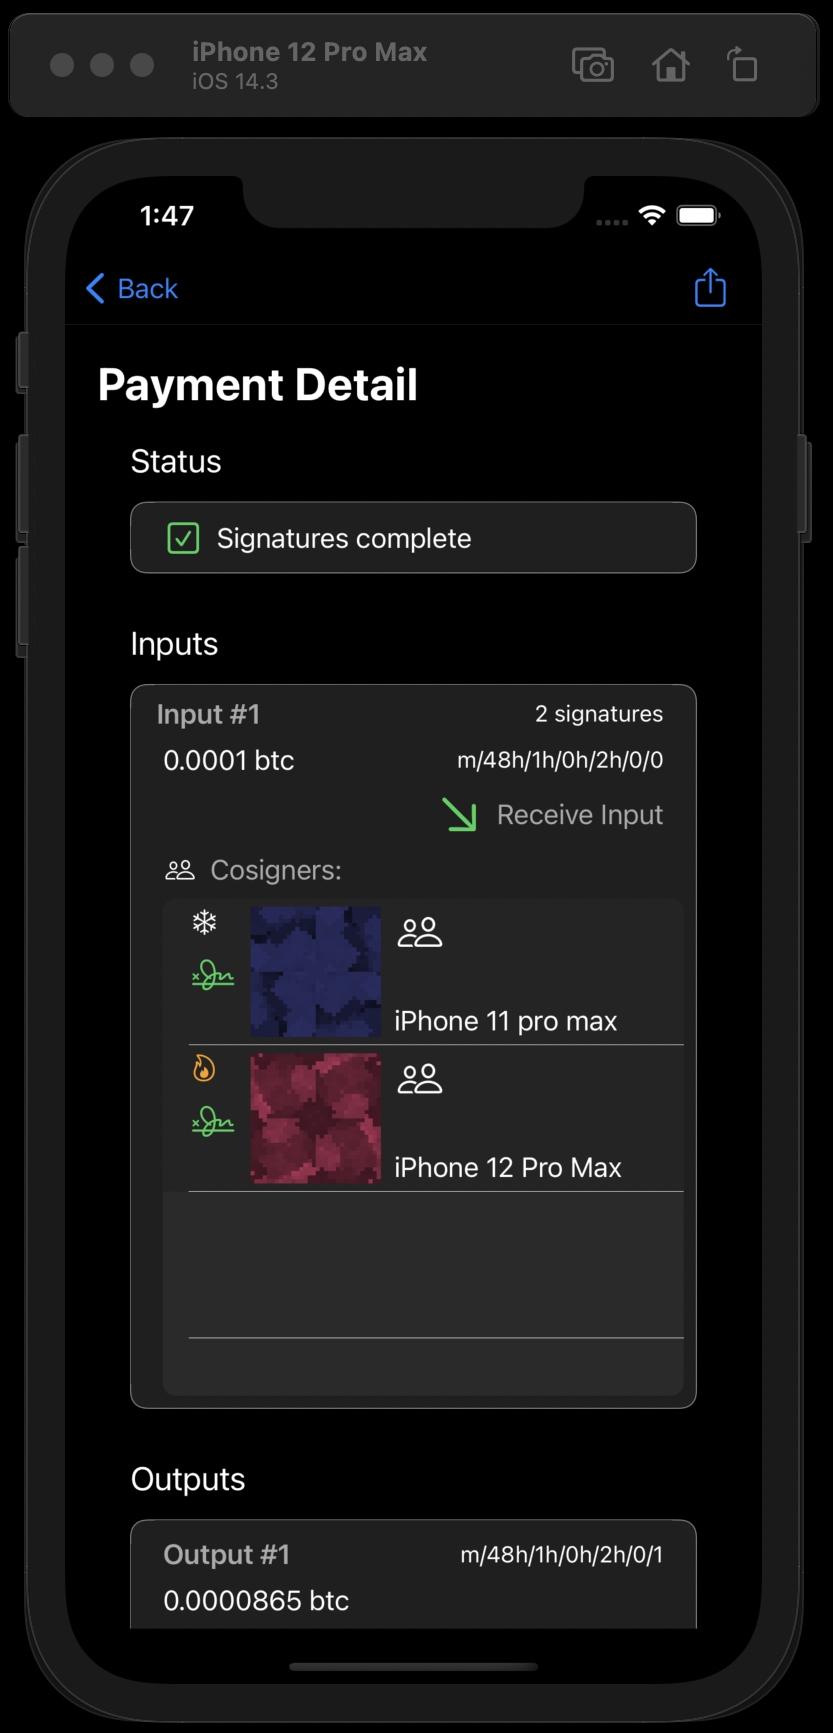 iPhone 12 Pro Max
iOS 14.3
1:47
Back
Payment Detail
Status
Signatures complete
Inputs
Input #1 2 signatures
0.0001 btc m/48h/1h/0h/2h/0/0
Receive Input
Cosigners:
iPhone 11 pro max
iPhone 12 Pro Max
Outputs
Output #1 m/48h/1h/0h/2h/0/1
0.0000865 btc